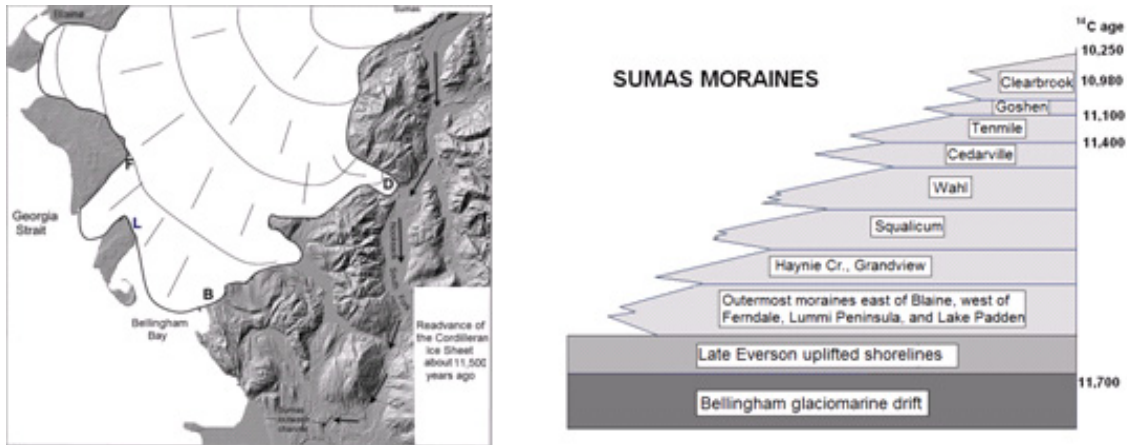 Blaine
Sumas
F
D
Georgia
Strait
L
B
Bellingham
Bay
Readvance of
the Cordilleran
Ice Sheet
about 11,500
years ago
Sumas
outwash
channel
SUMAS MORAINES
14C age
10,250
Clearbrook
10,980
Goshen
11,100
Tenmile
11,400
Cedarville
Wahl
Squalicum
Haynie Cr., Grandview
Outermost moraines east of Blaine, west of
Ferndale, Lummi Peninsula, and Lake Padden
Late Everson uplifted shorelines
11,700
Bellingham glaciomarine drift